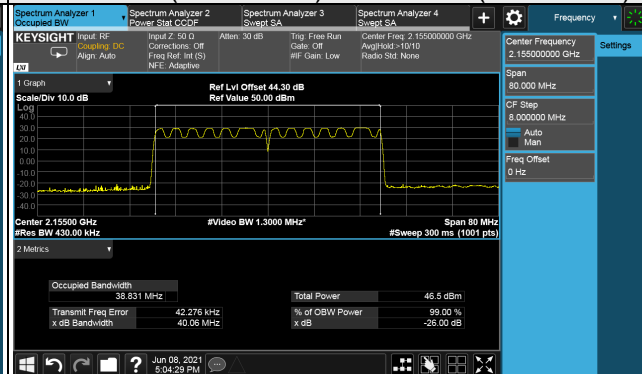 Spectrum Analyzer 1
Occupied BW
Spectrum Analyzer 2
Power Stat CCDF
Spectrum Analyzer 3
Swept SA
Spectrum Analyzer 4
Swept SA
Frequency
KEYSIGHT
Input: RF
Coupling: DC
Align: Auto
Input Z: 50 Ω
Corrections: Off
Freq Ref: Int (S)
NFE: Adaptive
Atten: 30 dB
Trig: Free Run
Gate: Off
#IF Gain: Low
Center Freq: 2.155000000 GHz
Avg|Hold:>10/10
Radio Std: None
LXI
1 Graph
Scale/Div 10.0 dB
Ref Lvl Offset 44.30 dB
Ref Value 50.00 dBm
Log
40.0
30.0
20.0
10.0
0.00
-10.0
-20.0
-30.0
-40.0
Center 2.15500 GHz
#Video BW 1.3000 MHz*
Span 80 MHz
#Res BW 430.00 kHz
#Sweep 300 ms (1001 pts)
2 Metrics
Occupied Bandwidth
38.831 MHz
Total Power 46.5 dBm
Transmit Freq Error 42.276 kHz
% of OBW Power 99.00 %
x dB Bandwidth 40.06 MHz
x dB -26.00 dB
Jun 08, 2021
5:04:29 PM
Center Frequency
2.155000000 GHz
Settings
Span
80.000 MHz
CF Step
8.000000 MHz
Auto
Man
Freq Offset
0 Hz